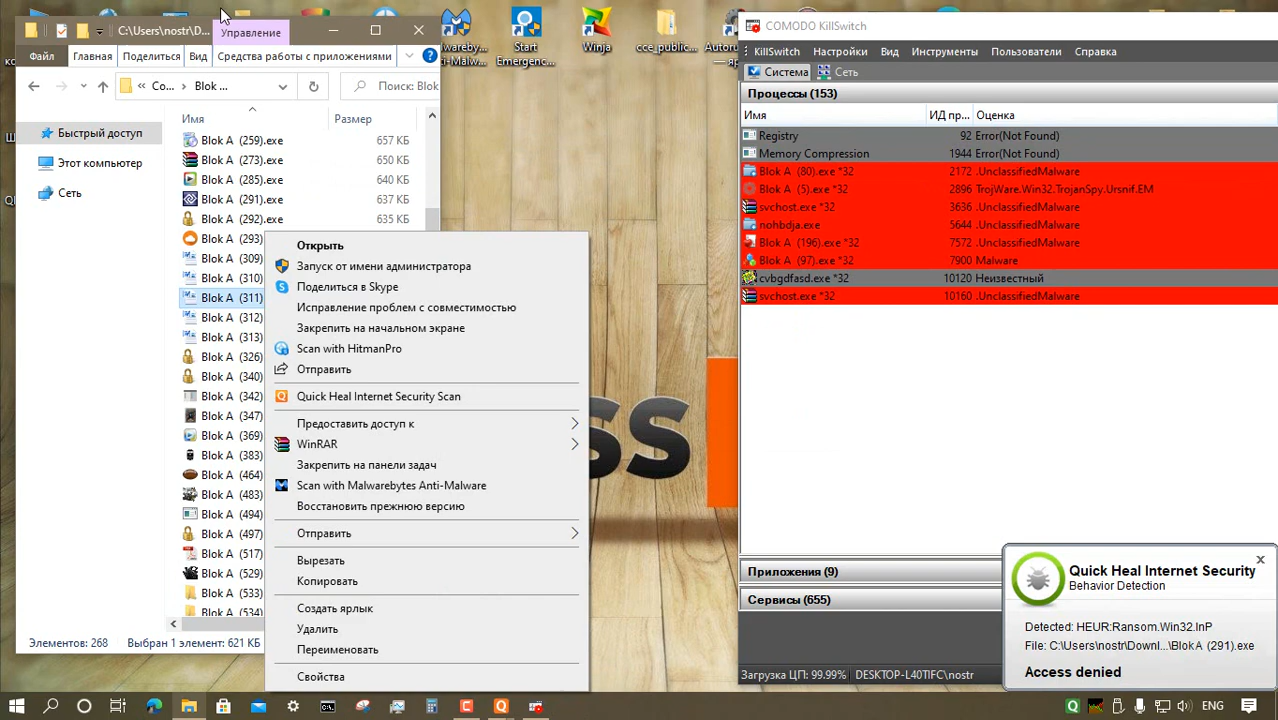 C:\Users\nostr\D...
Управление
Файл
Главная
Поделиться
Вид
Средства работы с приложениями
Co...
Blok ...
Поиск: Blok
Имя
Размер
Быстрый доступ
Этот компьютер
Сеть
Blok A (259).exe 657 КБ
Blok A (273).exe 650 КБ
Blok A (285).exe 640 КБ
Blok A (291).exe 637 КБ
Blok A (292).exe 635 КБ
Blok A (293)
Blok A (309)
Blok A (310)
Blok A (311)
Blok A (312)
Blok A (313)
Blok A (326)
Blok A (340)
Blok A (342)
Blok A (347)
Blok A (369)
Blok A (383)
Blok A (464)
Blok A (483)
Blok A (494)
Blok A (497)
Blok A (517)
Blok A (529)
Blok A (533)
Blok A (534)
Элементов: 268
Выбран 1 элемент: 621 КБ
Открыть
Запуск от имени администратора
Поделиться в Skype
Исправление проблем с совместимостью
Закрепить на начальном экране
Scan with HitmanPro
Отправить
Quick Heal Internet Security Scan
Предоставить доступ к
WinRAR
Закрепить на панели задач
Scan with Malwarebytes Anti-Malware
Восстановить прежнюю версию
Отправить
Вырезать
Копировать
Создать ярлык
Удалить
Переименовать
Свойства
Malwareby...
Anti-Malw...
Start
Emergenc...
Winja
cce_public...
Autoru
— яр
ss
COMODO KillSwitch
KillSwitch Настройки Вид Инструменты Пользователи Справка
Система Сеть
Процессы (153)
Имя ИД пр... Оценка
Registry 92 Error(Not Found)
Memory Compression 1944 Error(Not Found)
Blok A (80).exe *32 2172 .UnclassifiedMalware
Blok A (5).exe *32 2896 TrojWare.Win32.TrojanSpy.Ursnif.EM
svchost.exe *32 3636 .UnclassifiedMalware
nohbdja.exe 5644 .UnclassifiedMalware
Blok A (196).exe *32 7572 .UnclassifiedMalware
Blok A (97).exe *32 7900 Malware
cvbgdfasd.exe *32 10120 Неизвестный
svchost.exe *32 10160 .UnclassifiedMalware
Приложения (9)
Сервисы (655)
Загрузка ЦП: 99.99% DESKTOP-L40TIFC\nostr
Quick Heal Internet Security
Behavior Detection
Detected: HEUR:Ransom.Win32.InP
File: C:\Users\nostr\Downl...\Blok A (291).exe
Access denied
ENG